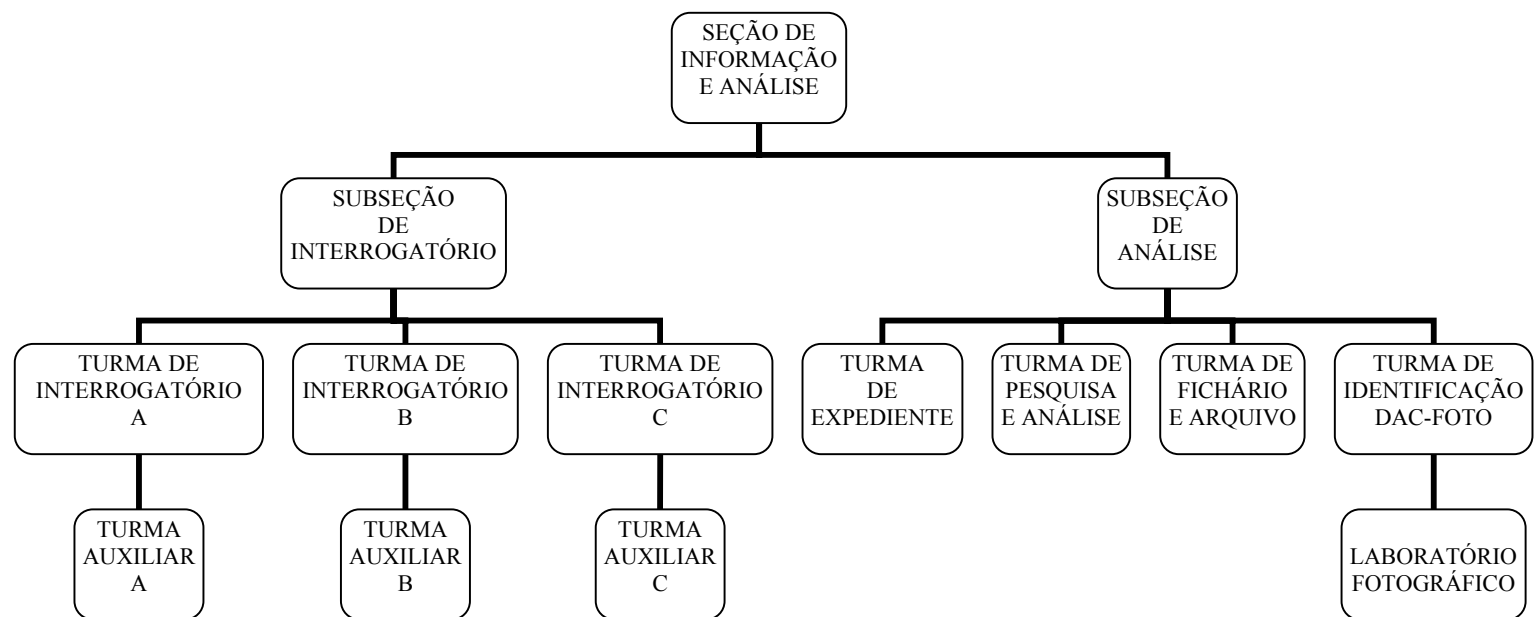 SEÇÃO DE
INFORMAÇÃO
E ANÁLISE
SUBSEÇÃO
DE
INTERROGATÓRIO
SUBSEÇÃO
DE
ANÁLISE
TURMA DE
INTERROGATÓRIO
A
TURMA DE
INTERROGATÓRIO
B
TURMA DE
INTERROGATÓRIO
C
TURMA
DE
EXPEDIENTE
TURMA DE
PESQUISA
E ANÁLISE
TURMA DE
FICHÁRIO
E ARQUIVO
TURMA DE
IDENTIFICAÇÃO
DAC-FOTO
TURMA
AUXILIAR
A
TURMA
AUXILIAR
B
TURMA
AUXILIAR
C
LABORATÓRIO
FOTOGRÁFICO